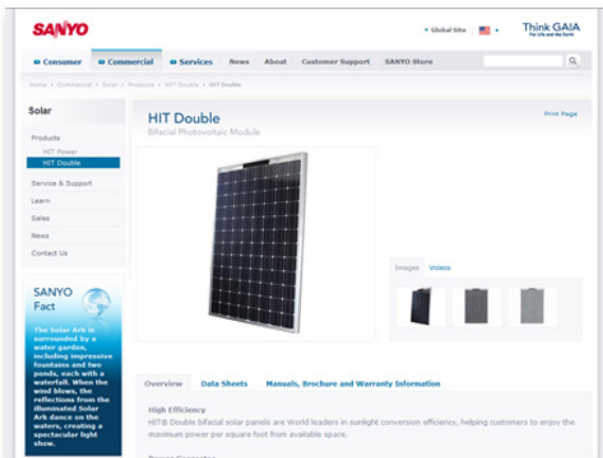 SANYO
Global Site
Think GAIA
For Life and the Earth
Consumer Commercial Services News About Customer Support SANYO Store
Home • Commercial • Solar • Products • HIT Double • HIT Double
Solar
HIT Double
Print Page
Bifacial Photovoltaic Module
Products
HIT Power
HIT Double
Service & Support
Learn
Sales
News
Contact Us
Images Videos
SANYO
Fact
The Solar Ark is
surrounded by a
water garden,
including impressive
fountains and two
ponds, each with a
waterfall. When the
wind blows, the
reflections from the
illuminated Solar
Ark dance on the
waters, creating a
spectacular light
show.
Overview Data Sheets Manuals, Brochure and Warranty Information
High Efficiency
HIT® Double bifacial solar panels are World leaders in sunlight conversion efficiency, helping customers to enjoy the
maximum power per square foot from available space.
Power Guarantee